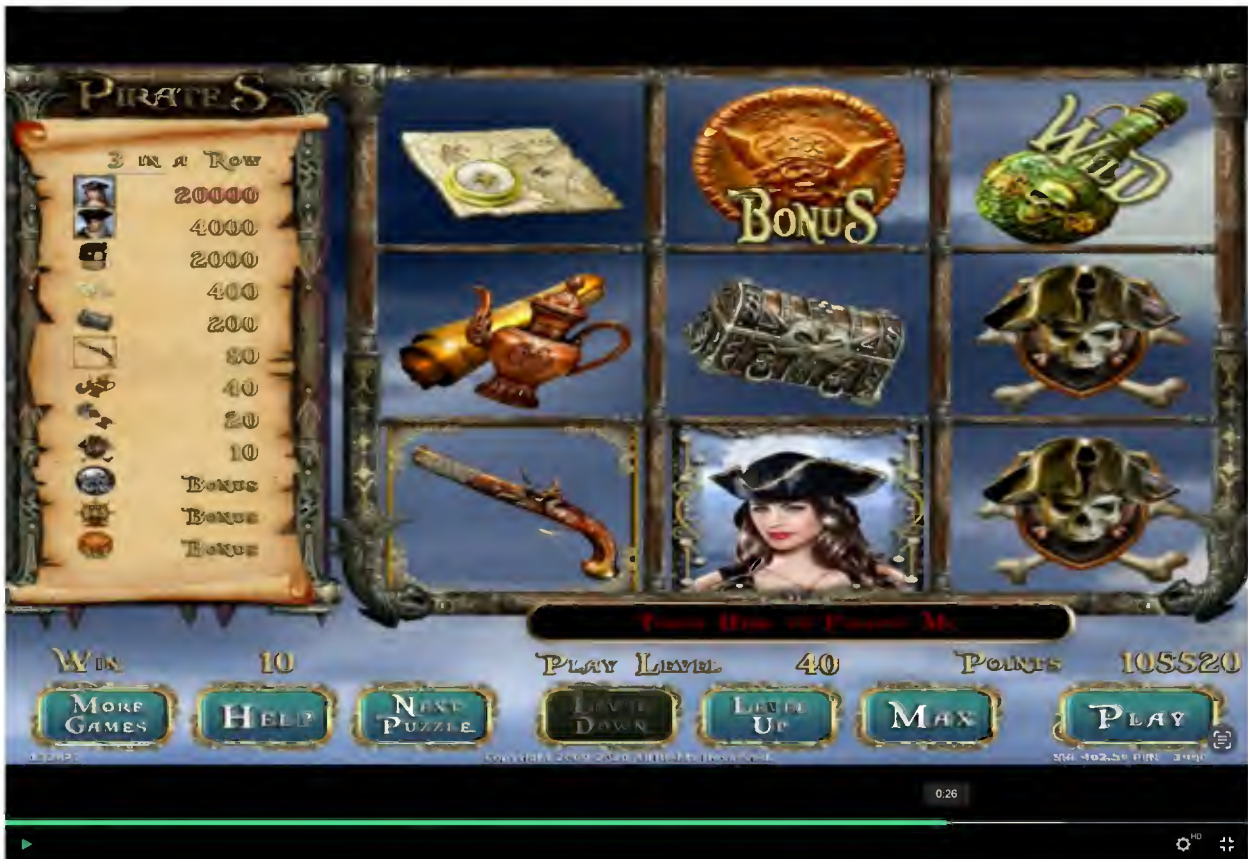 PIRATES
3 IN A ROW
20000
4000
2000
400
200
80
40
20
10
BONUS
BONUS
BONUS
BONUS
WILD
WIN 10 PLAY LEVEL 40 POINTS 105520
MORE GAMES
HELP
NEXT PUZZLE
LEVEL DOWN
LEVEL UP
MAX
PLAY
0:26
HD